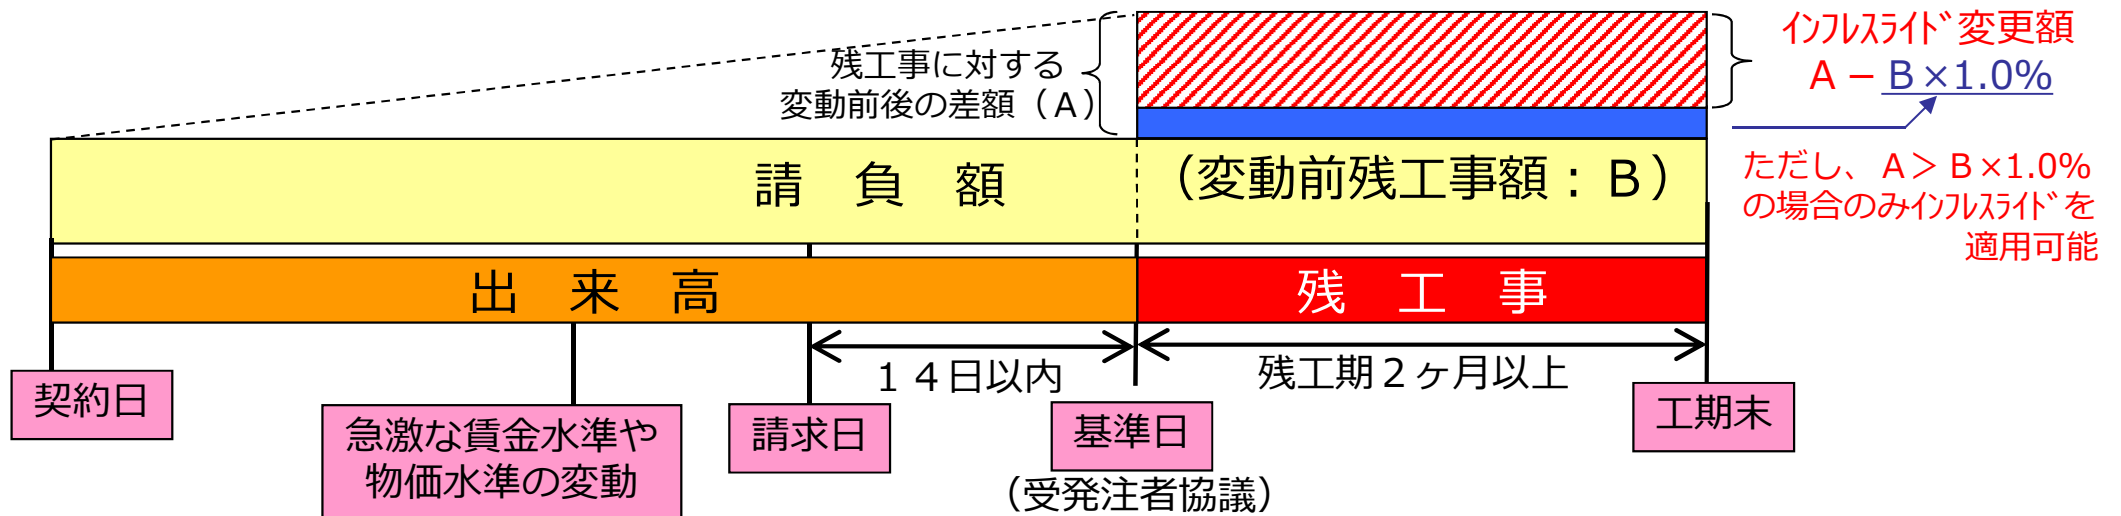 残工事に対する
変動前後の差額（Ａ）
ｲﾝﾌﾚｽﾗｲﾄﾞ変更額
Ａ－Ｂ×1.0%
請　負　額
（変動前残工事額：Ｂ）
ただし、Ａ＞Ｂ×1.0%
の場合のみｲﾝﾌﾚｽﾗｲﾄﾞを
適用可能
出　来　高
残　工　事
１４日以内
残工期２ヶ月以上
契約日
急激な賃金水準や
物価水準の変動
請求日
基準日
（受発注者協議）
工期末